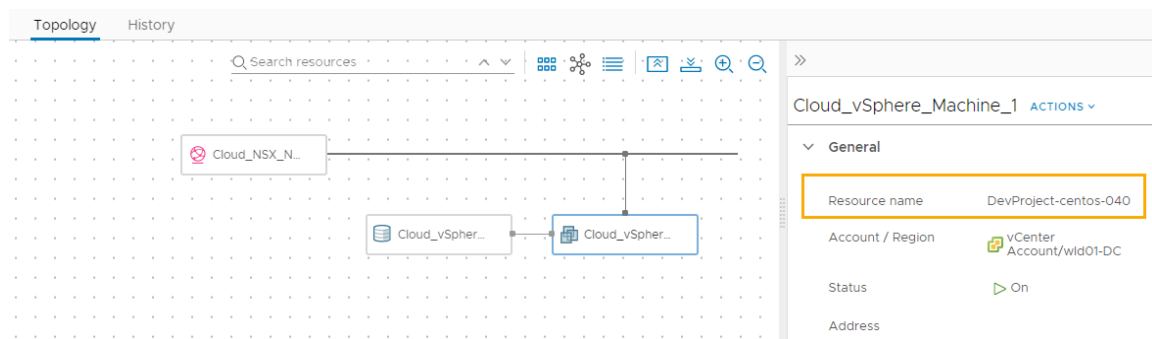 Topology History
Search resources
Cloud_vSphere_Machine_1 ACTIONS
General
Cloud_NSX_N...
Resource name DevProject-centos-040
Cloud_vSpher... Cloud_vSpher...
Account / Region vCenter
Account/wld01-DC
Status On
Address